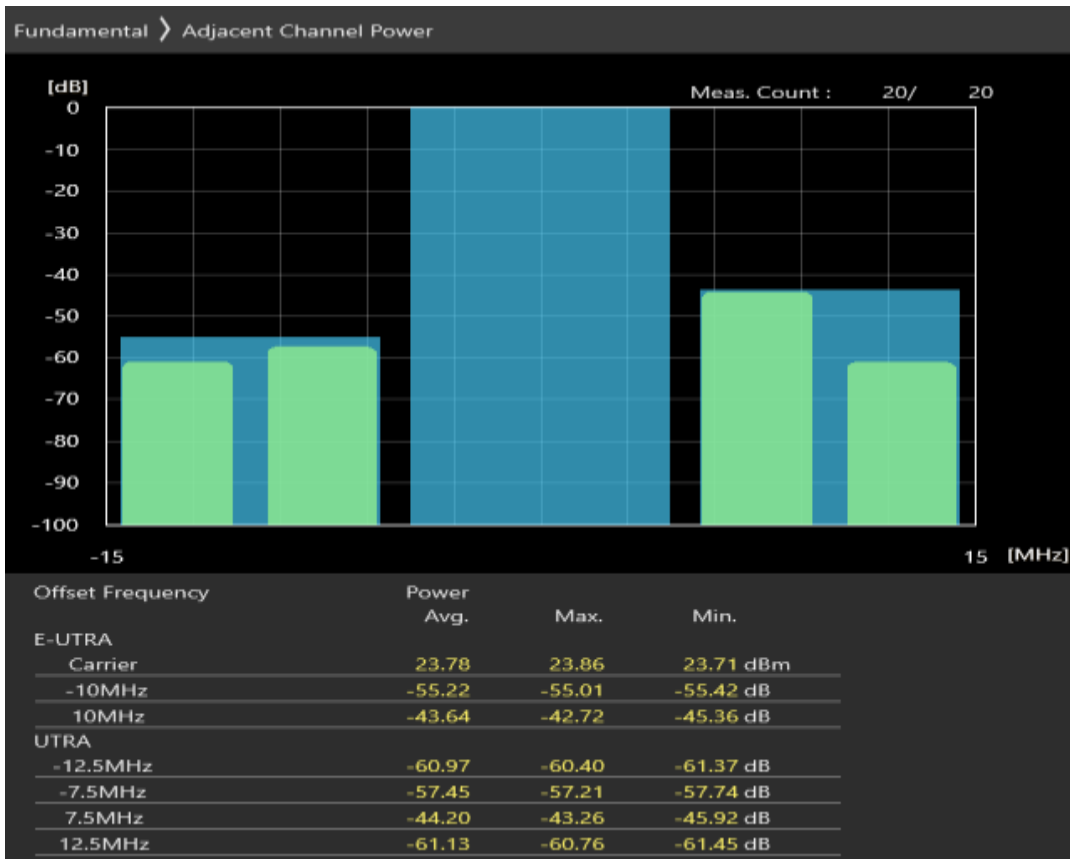 Fundamental 〉 Adjacent Channel Power
[dB]
Meas. Count : 20/ 20
0
-10
-20
-30
-40
-50
-60
-70
-80
-90
-100
-15 15 [MHz]
Offset Frequency Power
Avg. Max. Min.
E-UTRA
Carrier 23.78 23.86 23.71 dBm
-10MHz -55.22 -55.01 -55.42 dB
10MHz -43.64 -42.72 -45.36 dB
UTRA
-12.5MHz -60.97 -60.40 -61.37 dB
-7.5MHz -57.45 -57.21 -57.74 dB
7.5MHz -44.20 -43.26 -45.92 dB
12.5MHz -61.13 -60.76 -61.45 dB